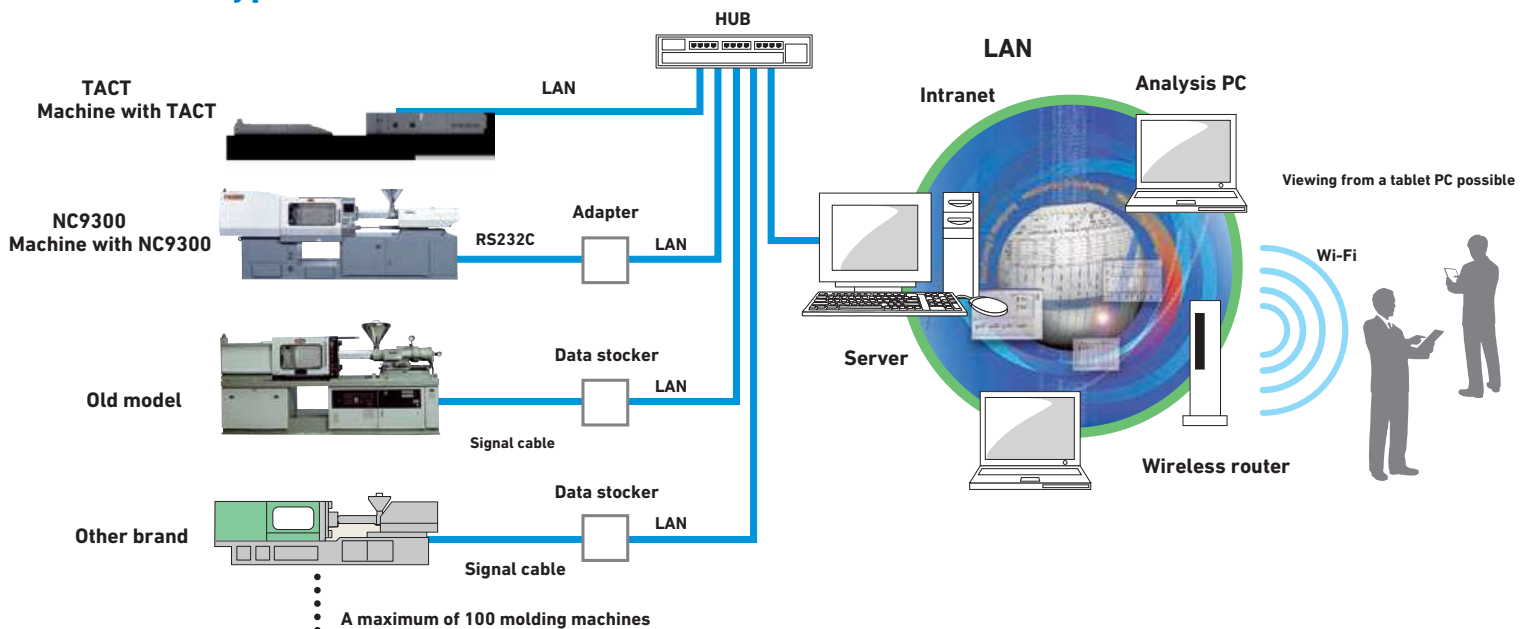 HUB
LAN
TACT
Machine with TACT
LAN
Intranet
Analysis PC
Viewing from a tablet PC possible
NC9300
Machine with NC9300
RS232C
Adapter
LAN
Wi-Fi
Old model
Data stocker
LAN
Signal cable
Server
Wireless router
Other brand
Data stocker
LAN
Signal cable
A maximum of 100 molding machines